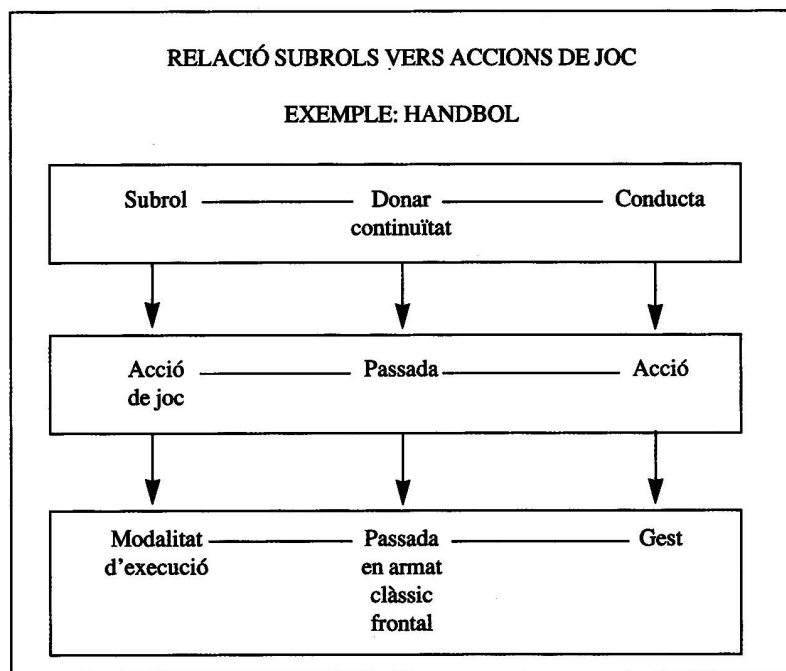 RELACIÓ SUBROLS VERS ACCIONS DE JOC
EXEMPLE: HANDBOL
Subrol Donar Conducta
continuïtat
Acció Passada Acció
de joc
Modalitat Passada Gest
d'execució en armat
clàssic
frontal